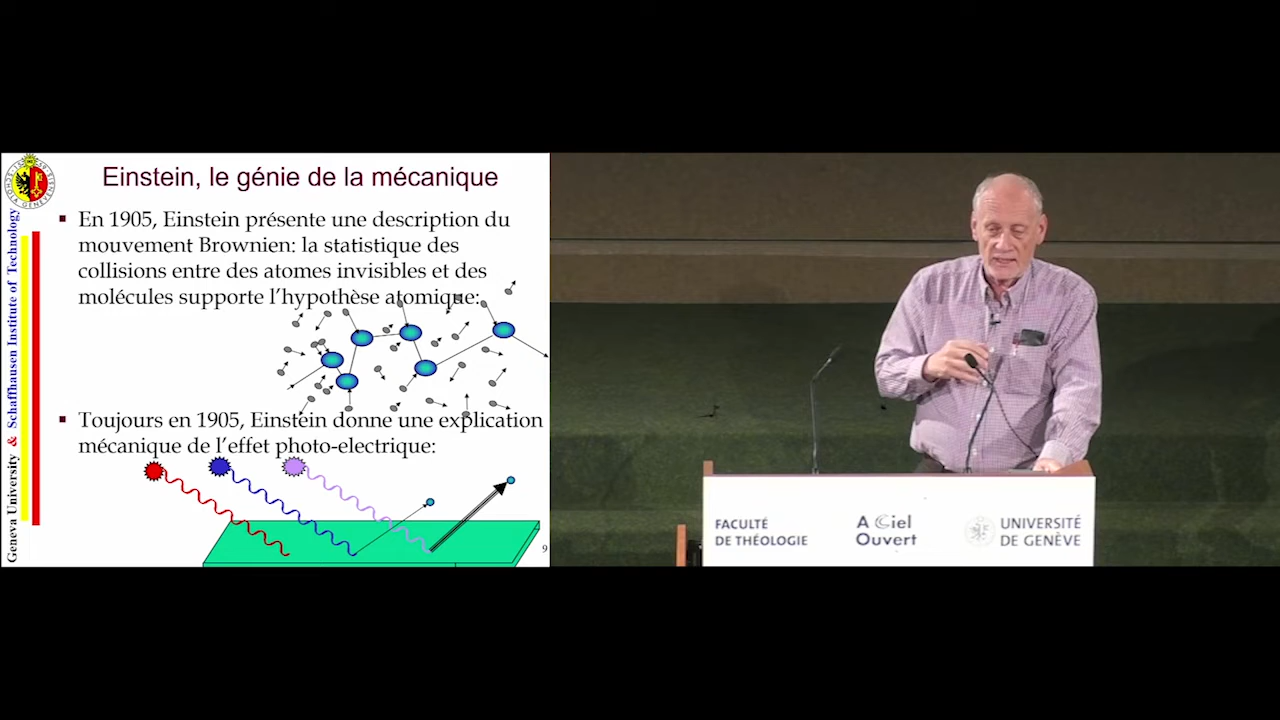 Einstein, le génie de la mécanique
En 1905, Einstein présente une description du
mouvement Brownien: la statistique des
collisions entre des atomes invisibles et des
molécules supporte l'hypothèse atomique:
Toujours en 1905, Einstein donne une explication
mécanique de l'effet photo-electrique:
Geneva University & Schaffhausen Institute of Technology
9
FACULTÉ
DE THÉOLOGIE
A Ciel
Ouvert
UNIVERSITÉ
DE GENÈVE